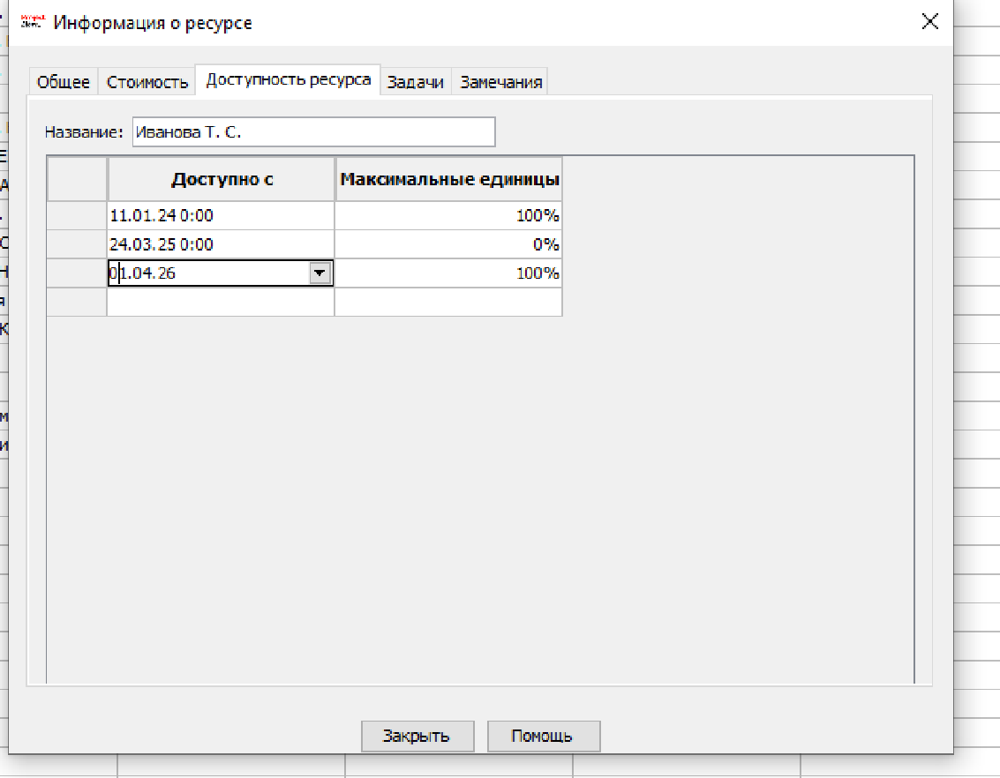 Информация о ресурсе
Общее Стоимость Доступность ресурса Задачи Замечания
Название: Иванова Т. С.
Доступно с Максимальные единицы
11.01.24 0:00 100%
24.03.25 0:00 0%
01.04.26 100%
Закрыть Помощь